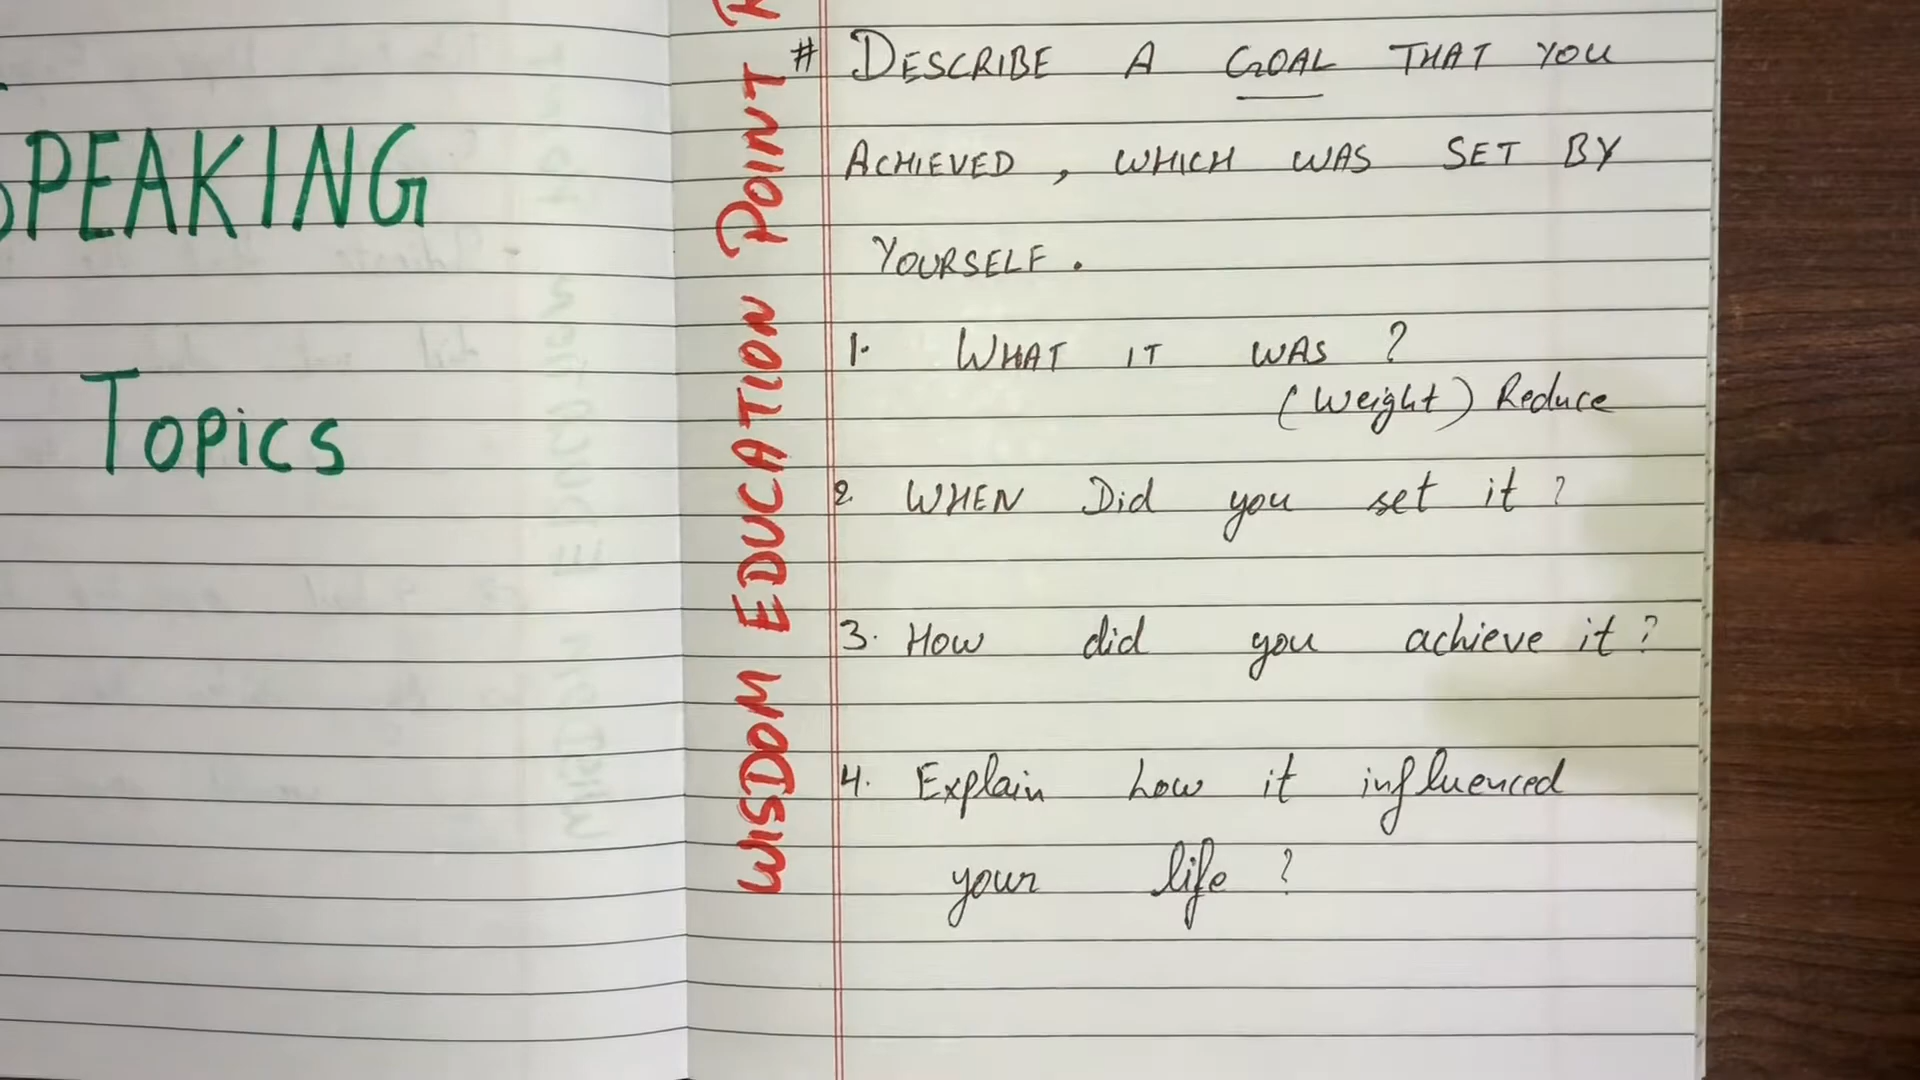 SPEAKING
Topics
WISDOM EDUCATION POINT
# DESCRIBE A GOAL THAT YOU
ACHIEVED, WHICH WAS SET BY
YOURSELF.
1. WHAT IT WAS ?
(Weight) Reduce
2. WHEN Did you set it ?
3. How did you achieve it ?
4. Explain how it influenced
your life ?